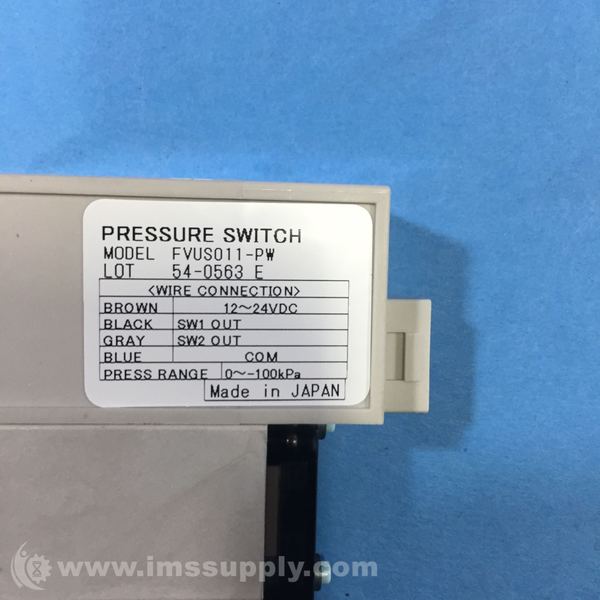 PRESSURE SWITCH
MODEL FVUS011-PW
LOT 54-0563 E
<WIRE CONNECTION>
BROWN 12~24VDC
BLACK SW1 OUT
GRAY SW2 OUT
BLUE COM
PRESS RANGE 0~-100kPa
Made in JAPAN
www.imssupply.com